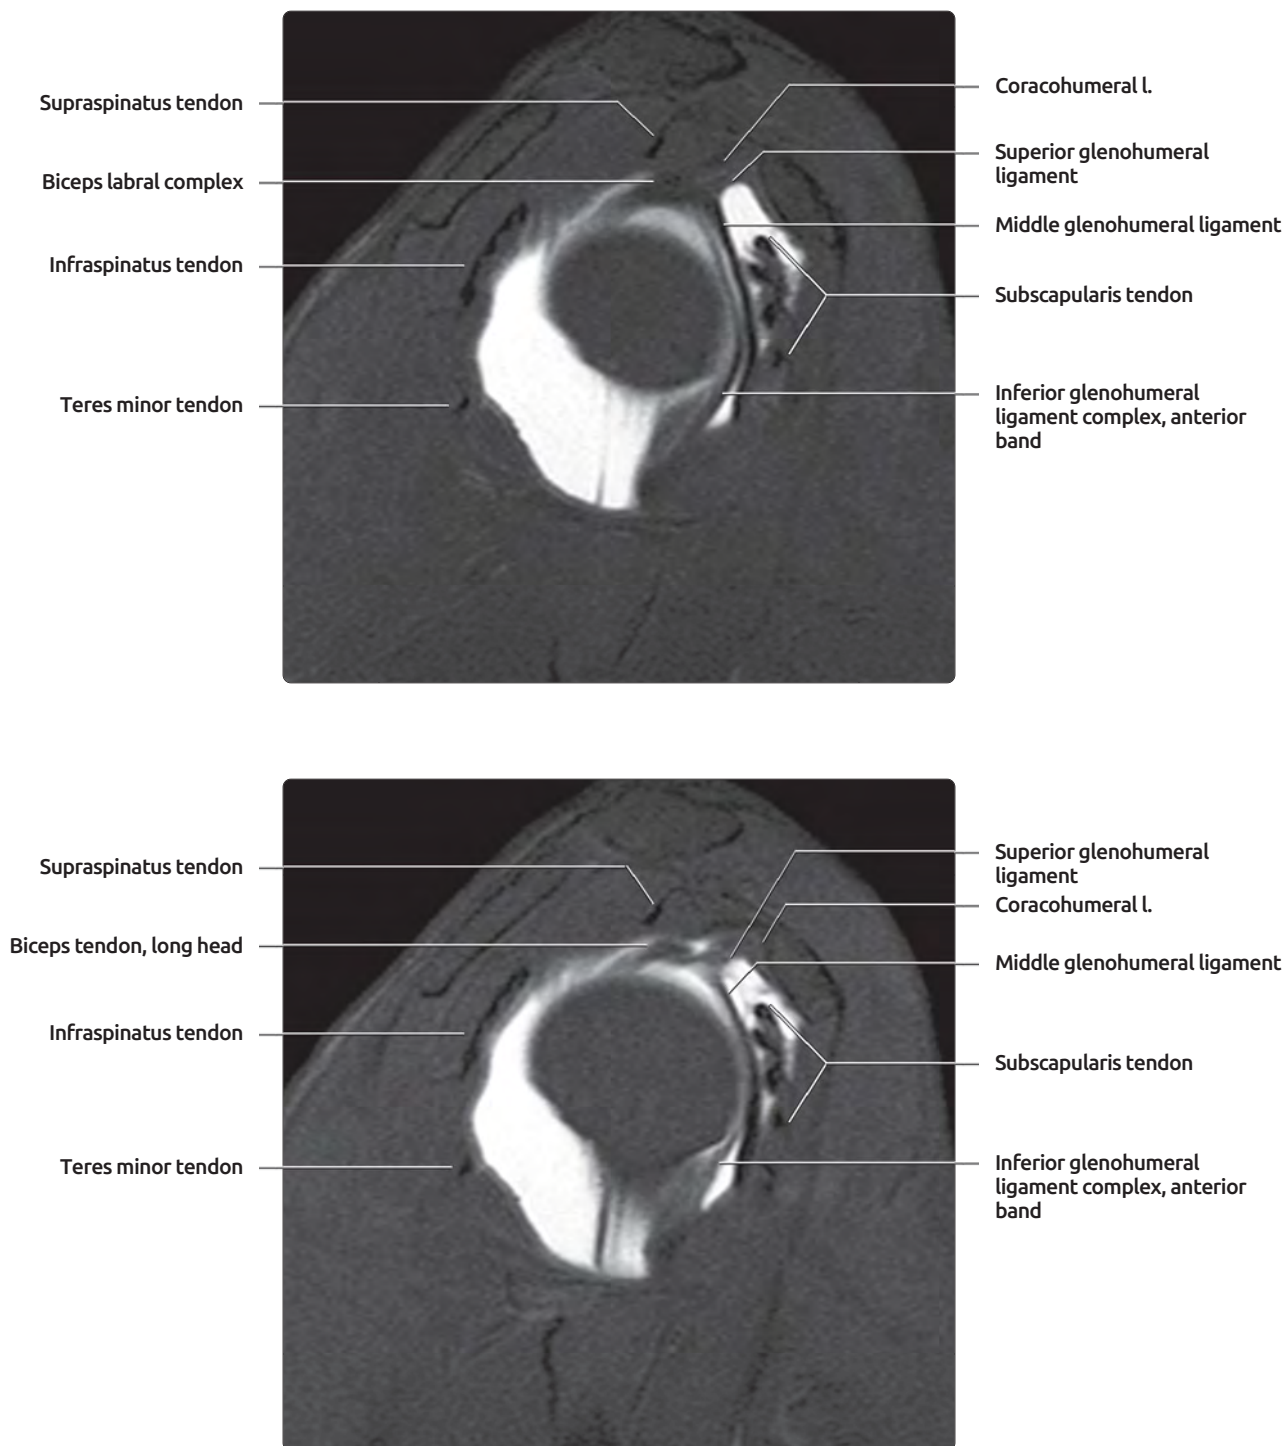 Supraspinatus tendon
Biceps labral complex
Infraspinatus tendon
Teres minor tendon
Coracohumeral l.
Superior glenohumeral
ligament
Middle glenohumeral ligament
Subscapularis tendon
Inferior glenohumeral
ligament complex, anterior
band
Supraspinatus tendon
Biceps tendon, long head
Infraspinatus tendon
Teres minor tendon
Superior glenohumeral
ligament
Coracohumeral l.
Middle glenohumeral ligament
Subscapularis tendon
Inferior glenohumeral
ligament complex, anterior
band